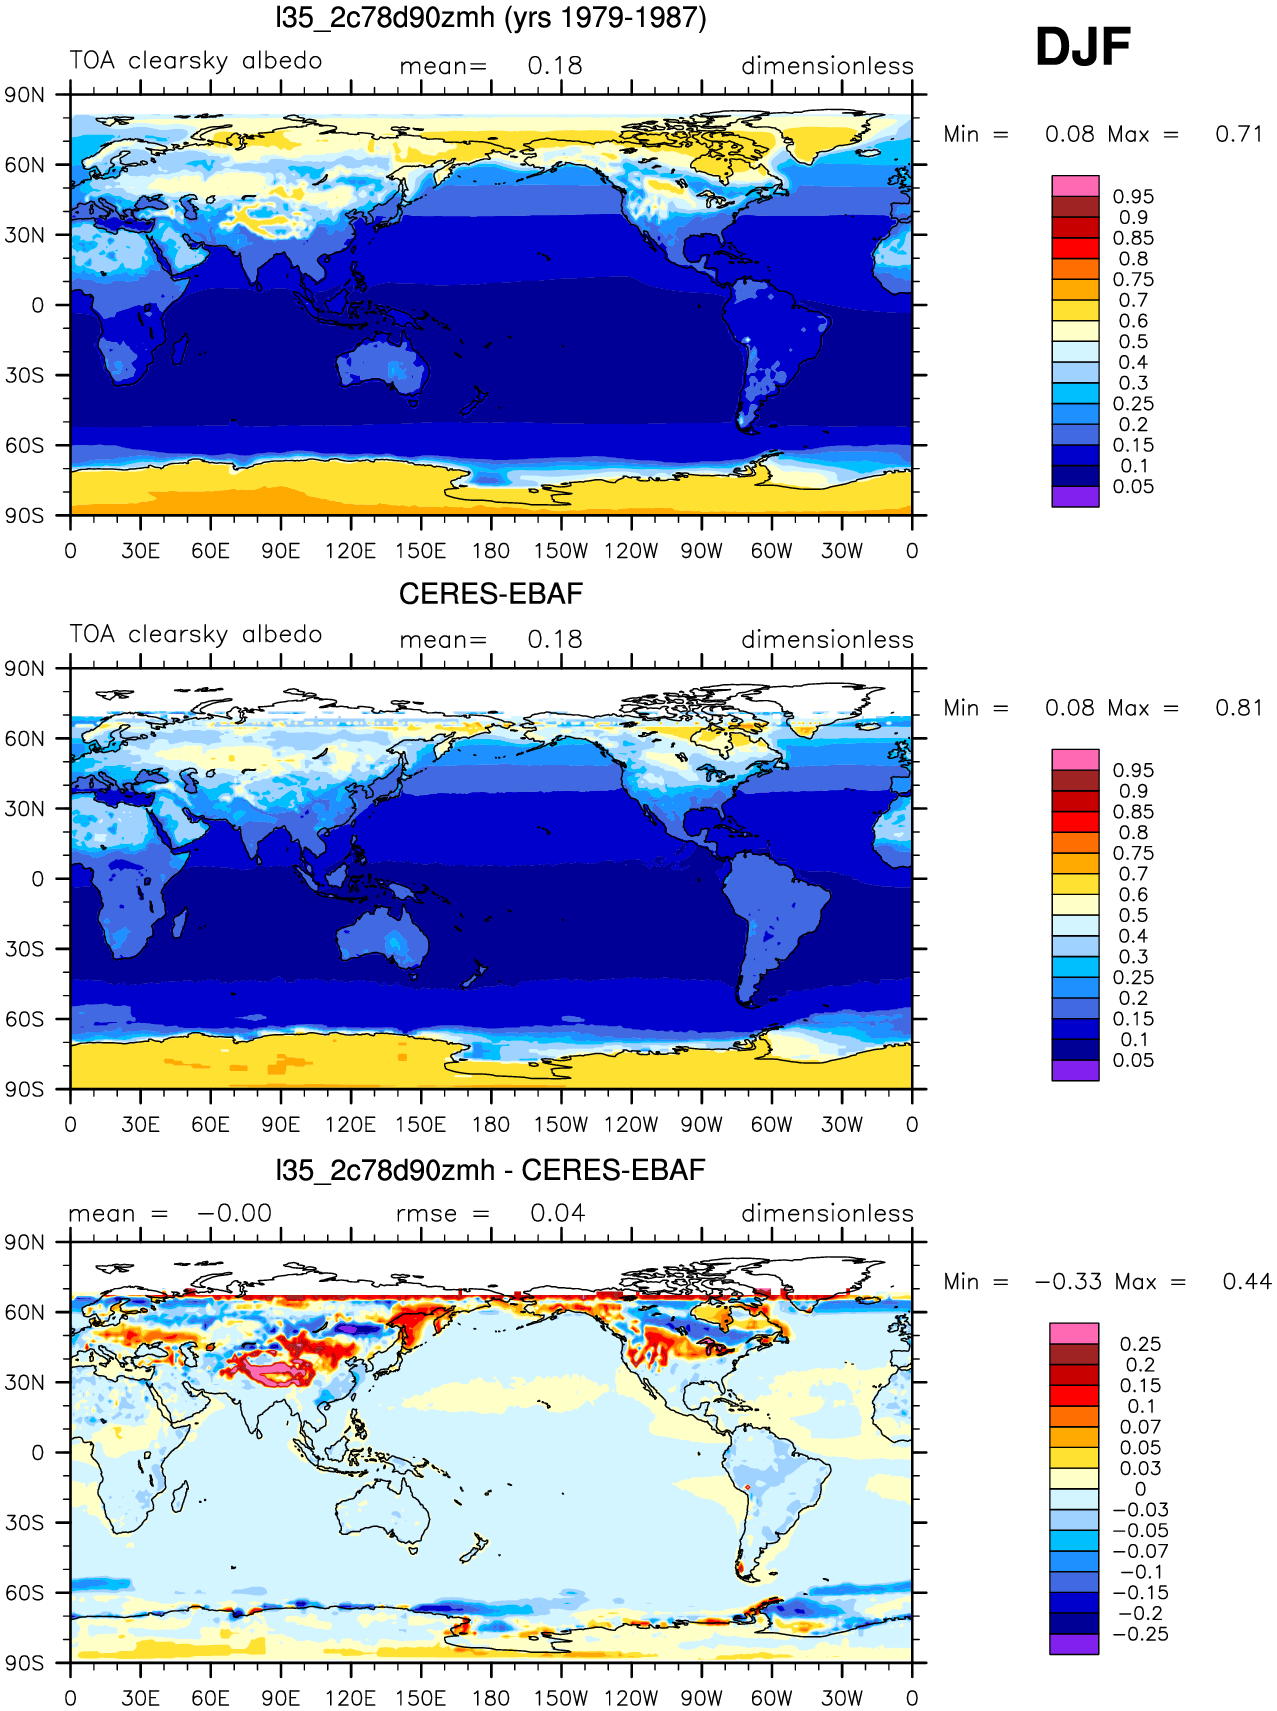 l35_2c78d90zmh (yrs 1979-1987)
DJF
TOA clearsky albedo mean= 0.18 dimensionless
Min = 0.08 Max = 0.71
90N
60N
30N
0
30S
60S
90S
0 30E 60E 90E 120E 150E 180 150W 120W 90W 60W 30W 0
0.95
0.9
0.85
0.8
0.75
0.7
0.6
0.5
0.4
0.3
0.25
0.2
0.15
0.1
0.05
CERES-EBAF
TOA clearsky albedo mean= 0.18 dimensionless
Min = 0.08 Max = 0.81
90N
60N
30N
0
30S
60S
90S
0 30E 60E 90E 120E 150E 180 150W 120W 90W 60W 30W 0
0.95
0.9
0.85
0.8
0.75
0.7
0.6
0.5
0.4
0.3
0.25
0.2
0.15
0.1
0.05
l35_2c78d90zmh - CERES-EBAF
mean = −0.00 rmse = 0.04 dimensionless
Min = −0.33 Max = 0.44
90N
60N
30N
0
30S
60S
90S
0 30E 60E 90E 120E 150E 180 150W 120W 90W 60W 30W 0
0.25
0.2
0.15
0.1
0.07
0.05
0.03
0
−0.03
−0.05
−0.07
−0.1
−0.15
−0.2
−0.25